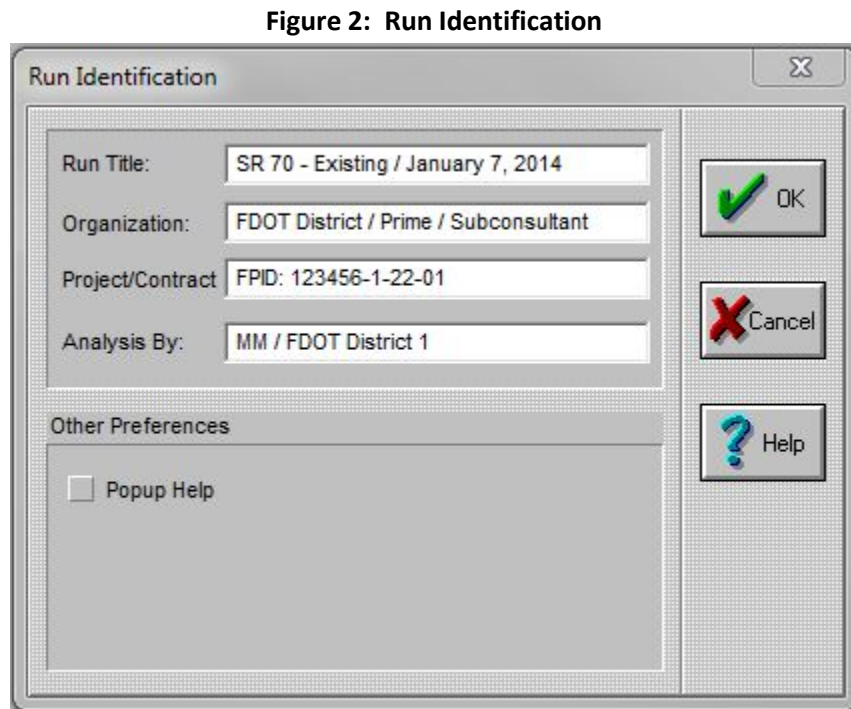 Figure 2: Run Identification
Run Identification
Run Title: SR 70 - Existing / January 7, 2014
Organization: FDOT District / Prime / Subconsultant
Project/Contract FPID: 123456-1-22-01
Analysis By: MM / FDOT District 1
OK
Cancel
Help
Other Preferences
Popup Help